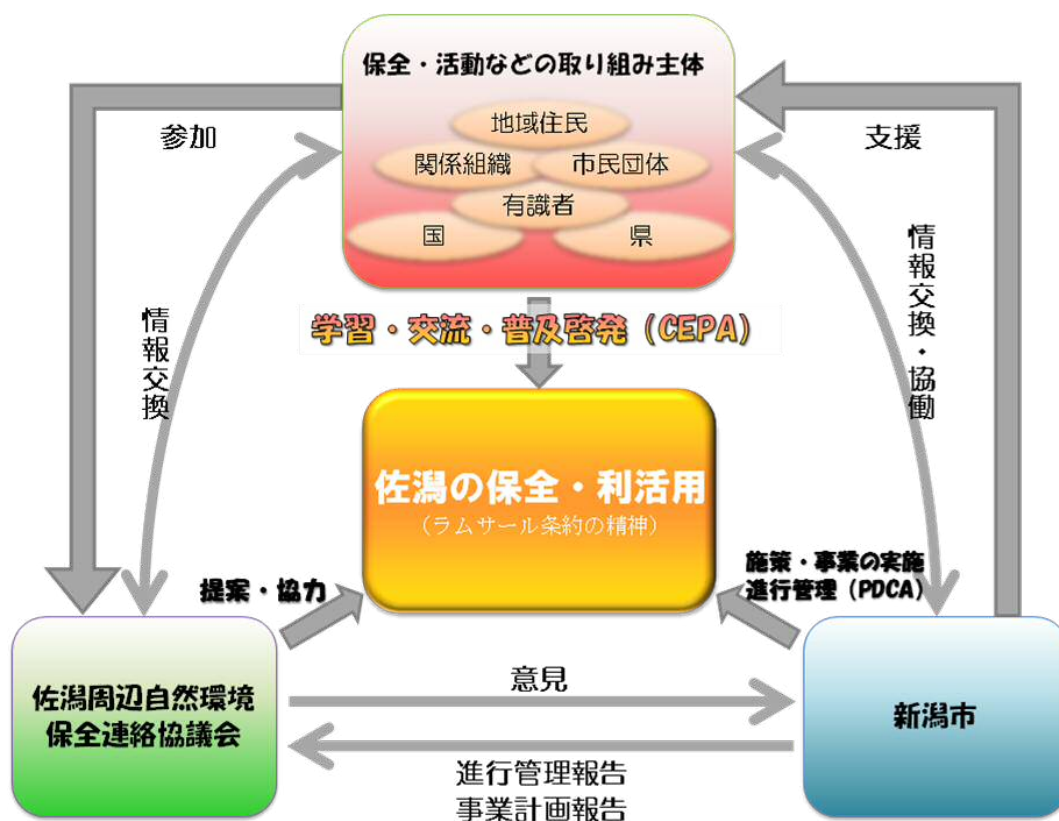 保全・活動などの取り組み主体
地域住民
関係組織
市民団体
有識者
国
県
参加
支援
情報交換
情報交換・協働
学習・交流・普及啓発(CEPA)
佐潟の保全・利活用
(ラムサール条約の精神)
提案・協力
施策・事業の実施
進行管理(PDCA)
佐潟周辺自然環境
保全連絡協議会
意見
新潟市
進行管理報告
事業計画報告